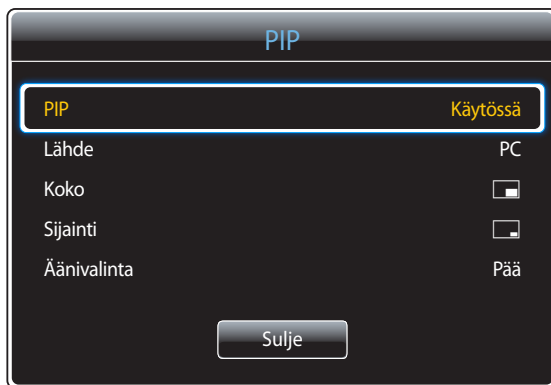 PIP
PIP Käytössä
Lähde PC
Koko
Sijainti
Äänivalinta Pää
Sulje